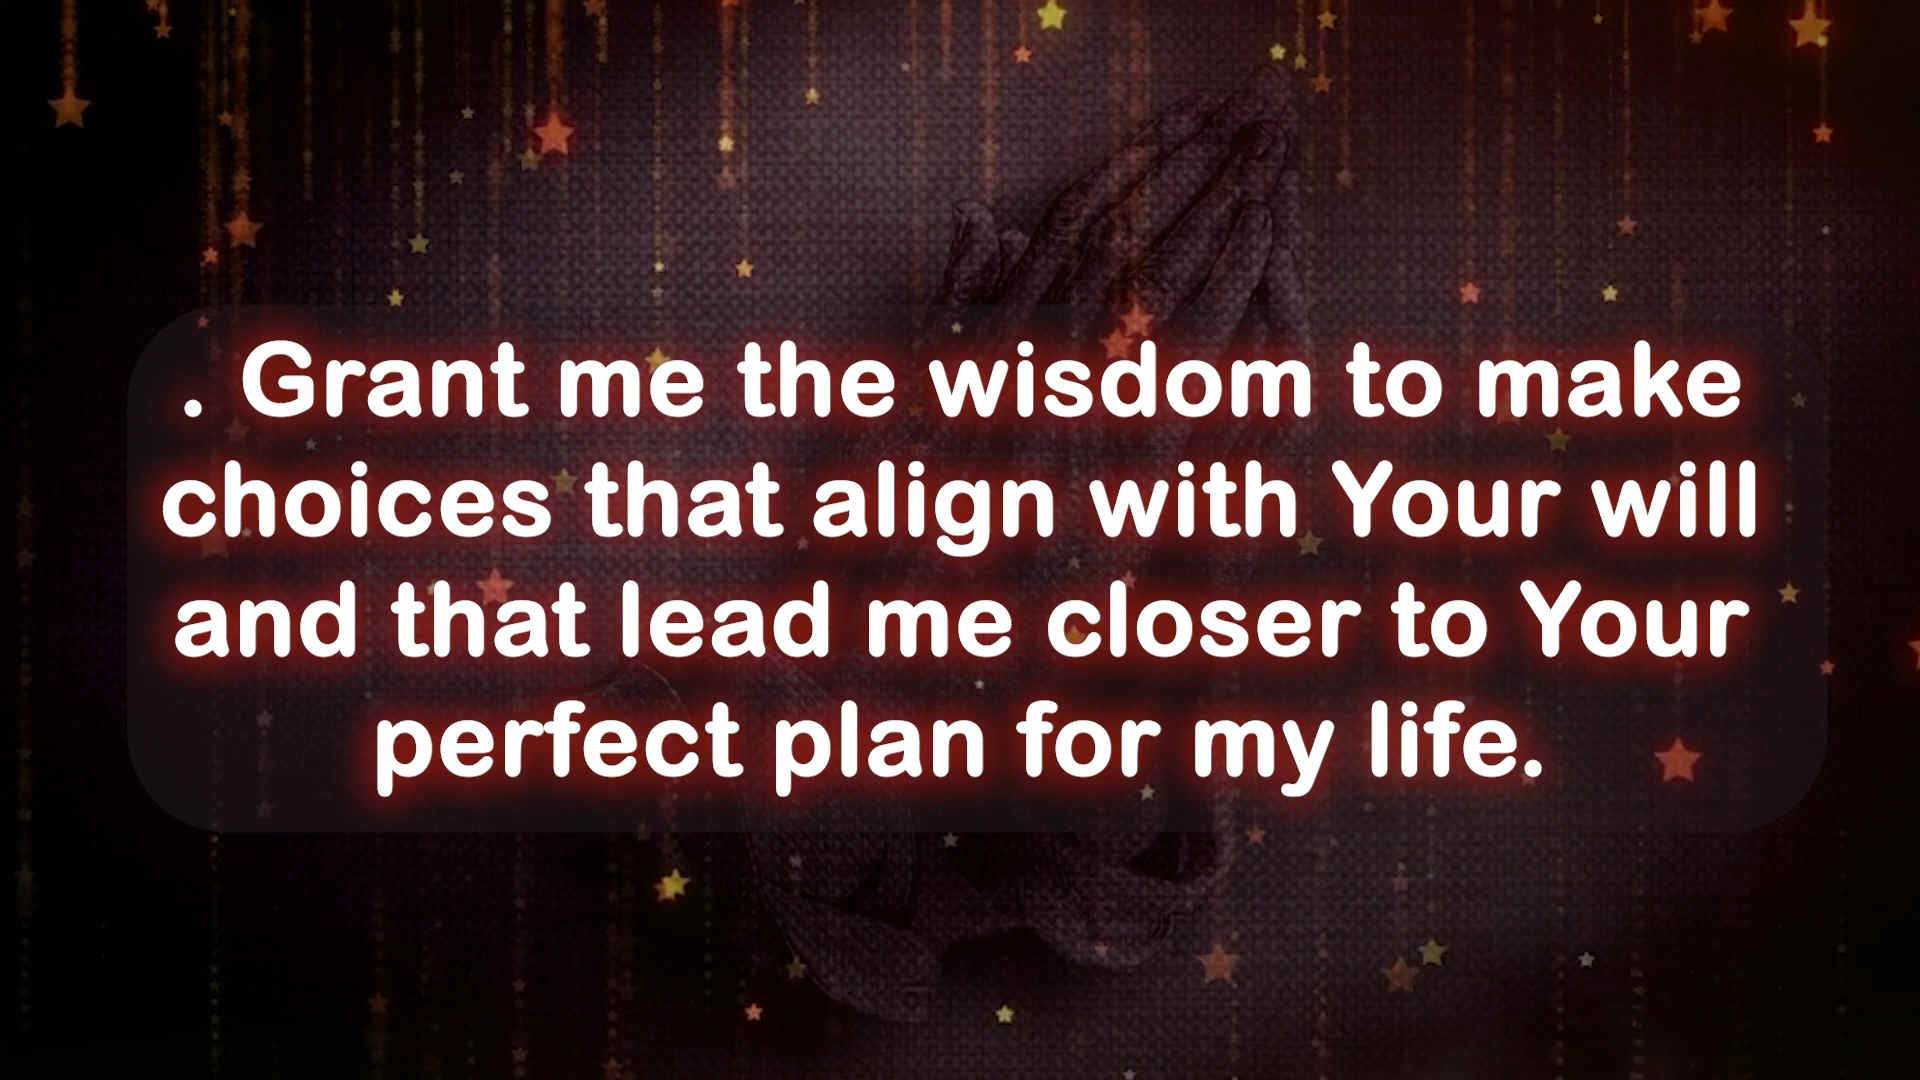 . Grant me the wisdom to make
choices that align with Your will
and that lead me closer to Your
perfect plan for my life.